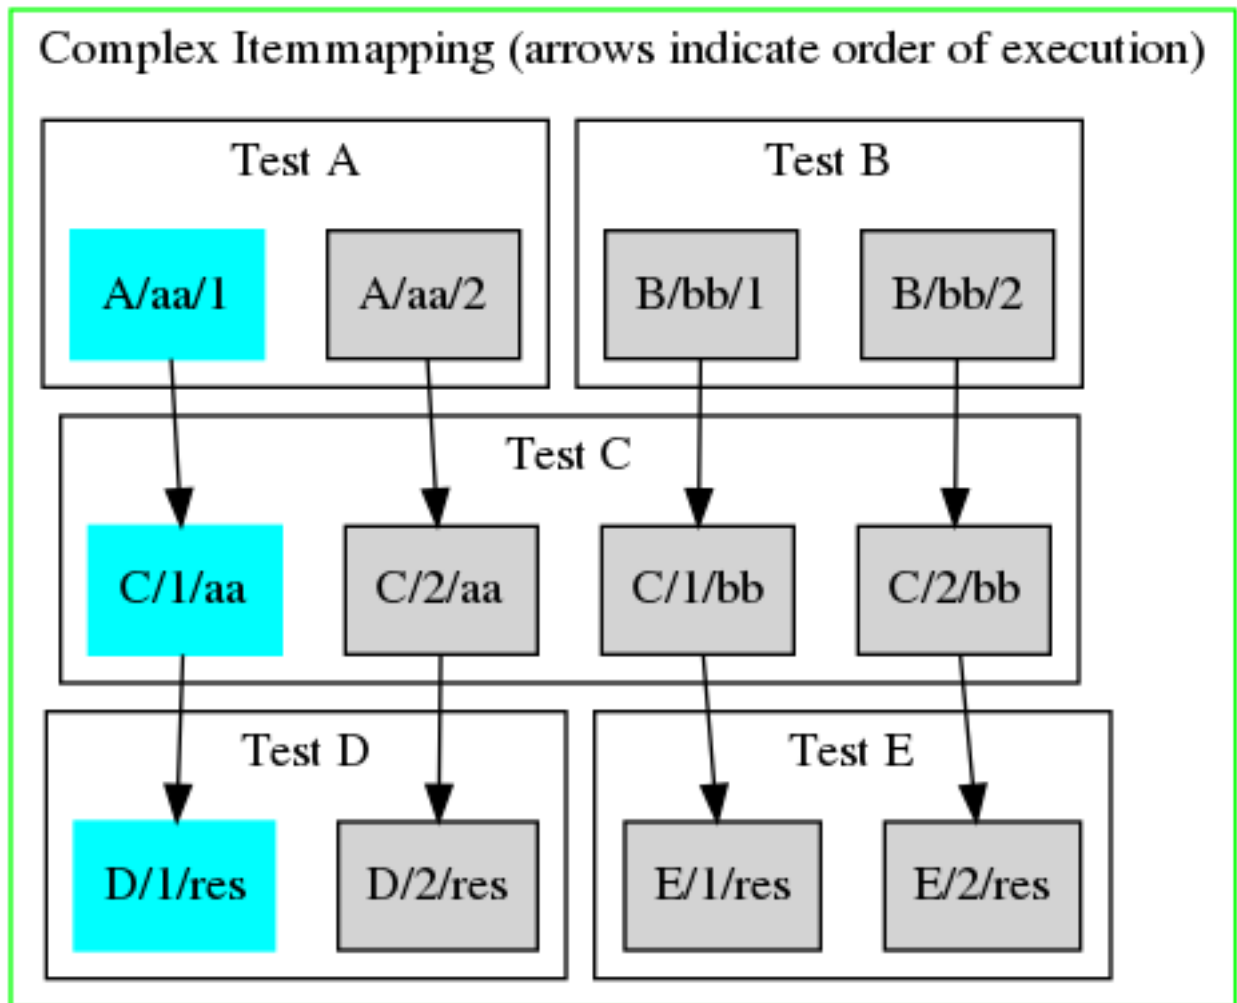 Complex Itemmapping (arrows indicate order of execution)
Test A
Test B
A/aa/1
A/aa/2
B/bb/1
B/bb/2
Test C
C/1/aa
C/2/aa
C/1/bb
C/2/bb
Test D
Test E
D/1/res
D/2/res
E/1/res
E/2/res